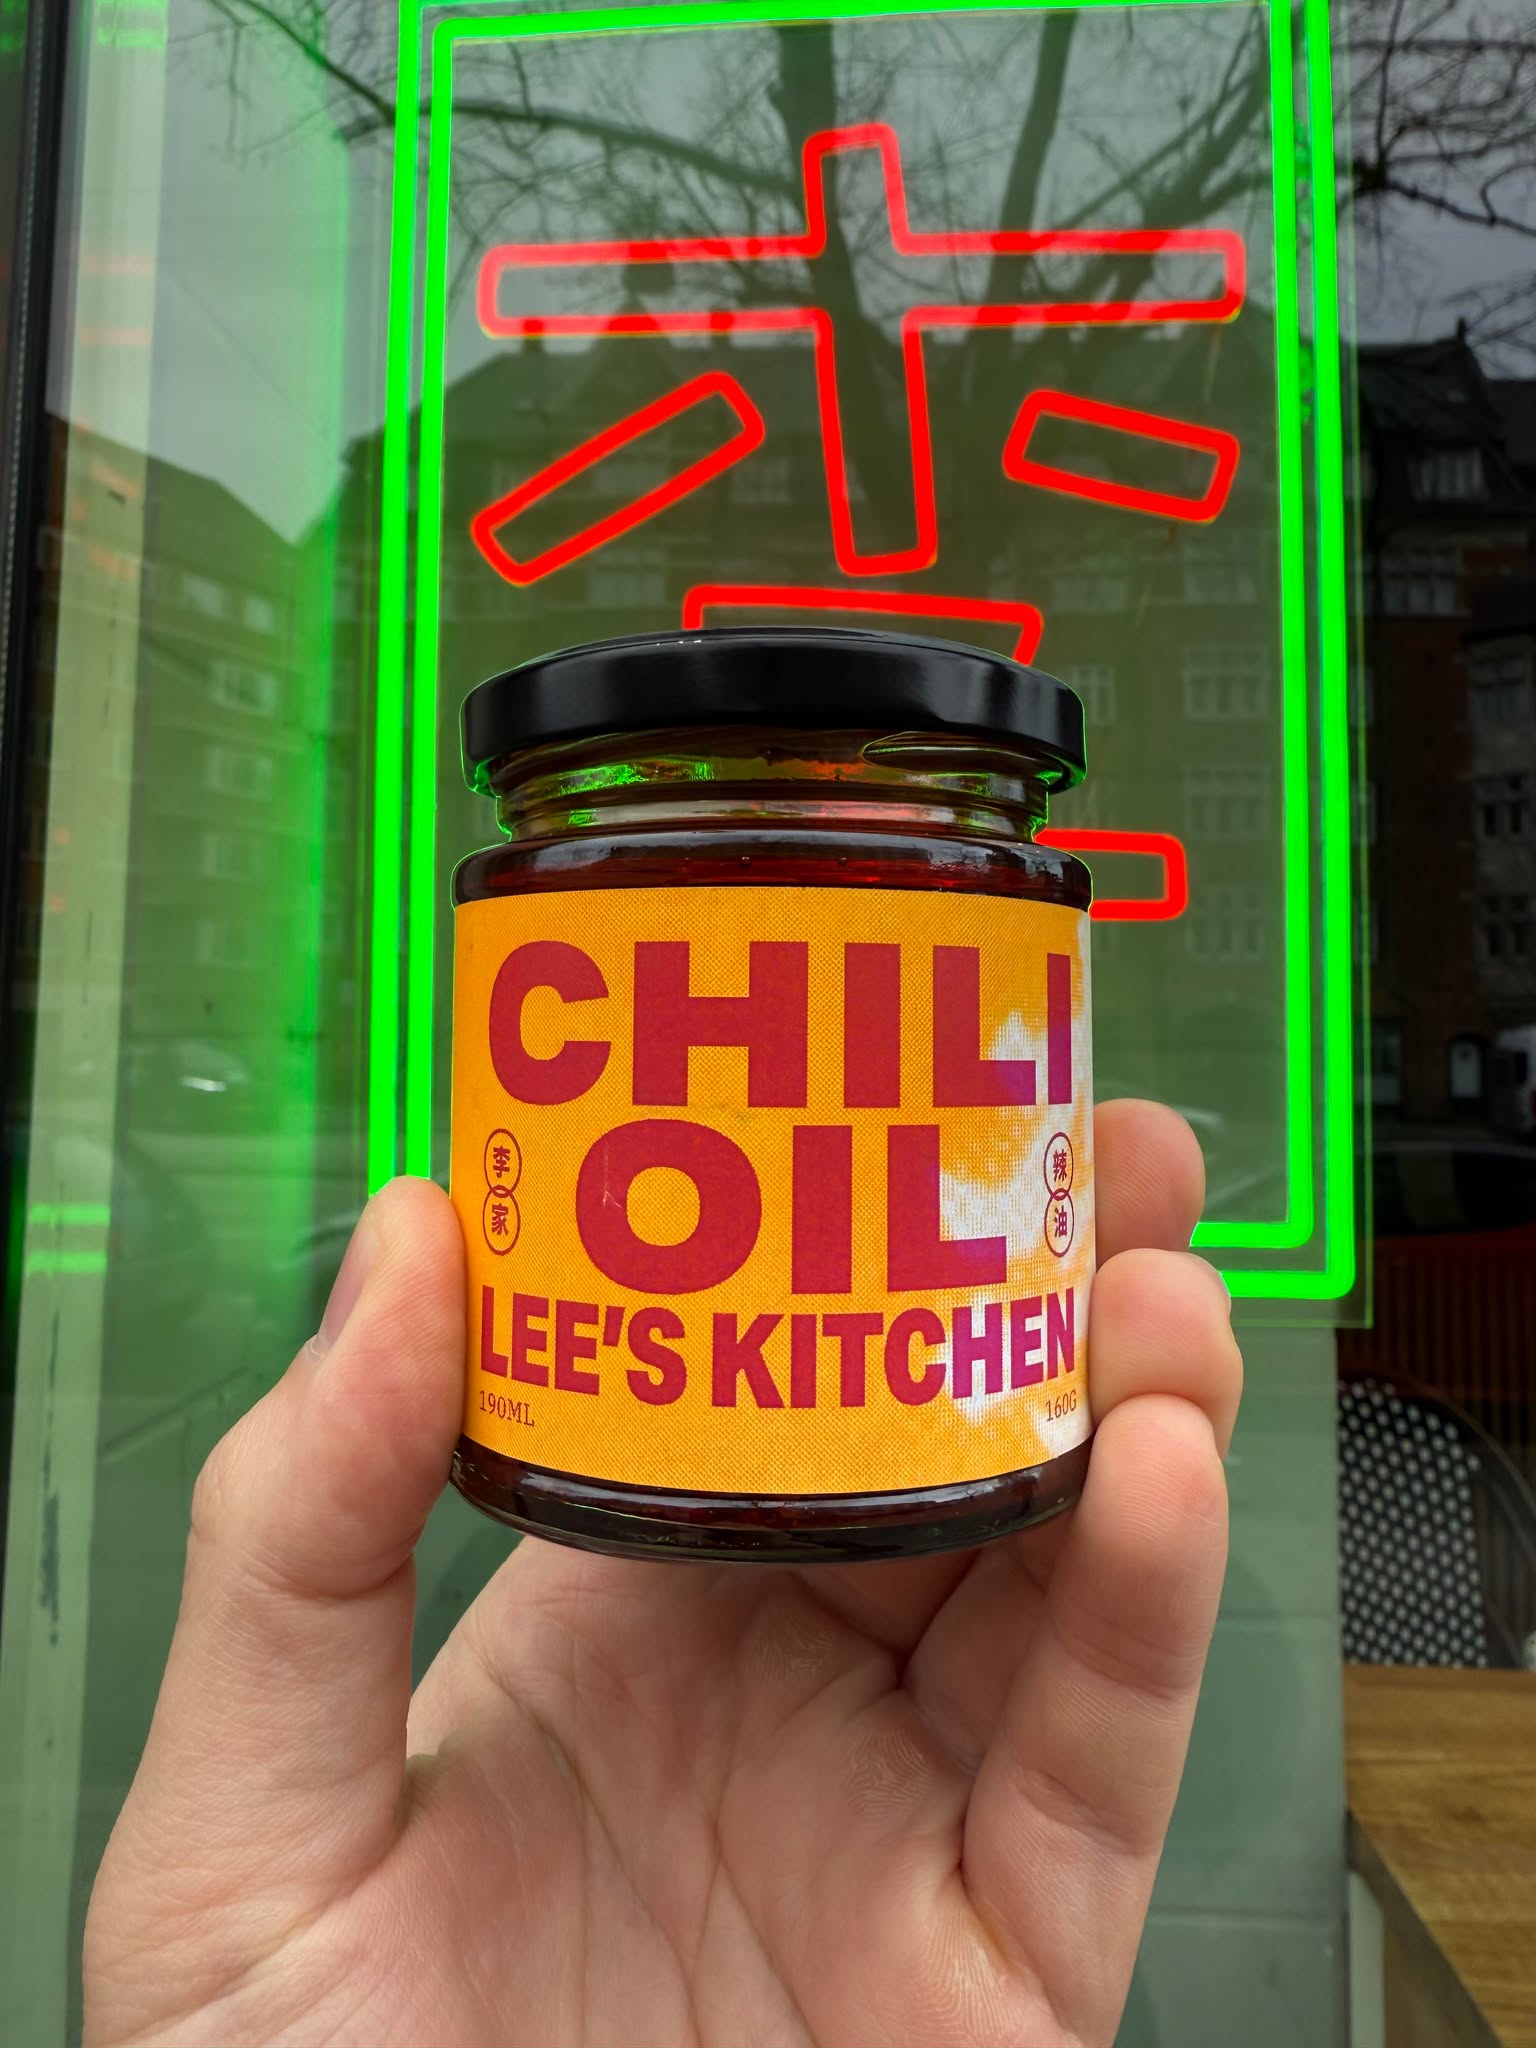 CHILI
OIL
李家
辣油
LEE'S KITCHEN
190ML
160G